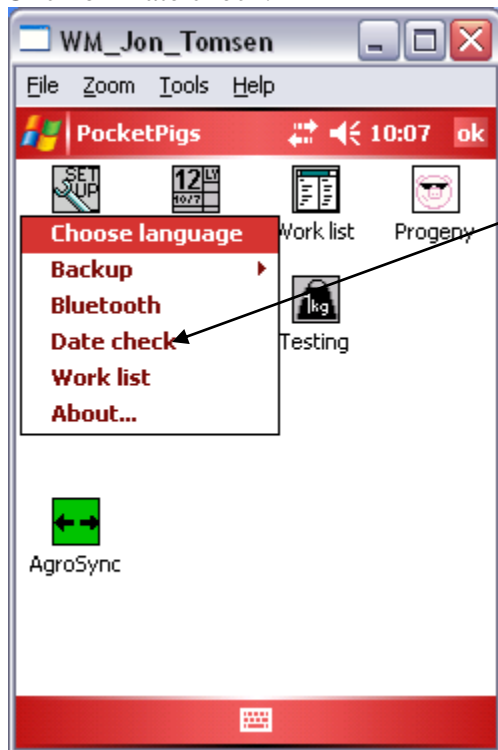 WM_Jon_Tomsen
File Zoom Tools Help
PocketPigs 10:07 ok
SET UP
12 LY
10/7
Work list Progeny
Choose language
Backup
Bluetooth
Date check
Work list
About...
1kg
Testing
AgroSync